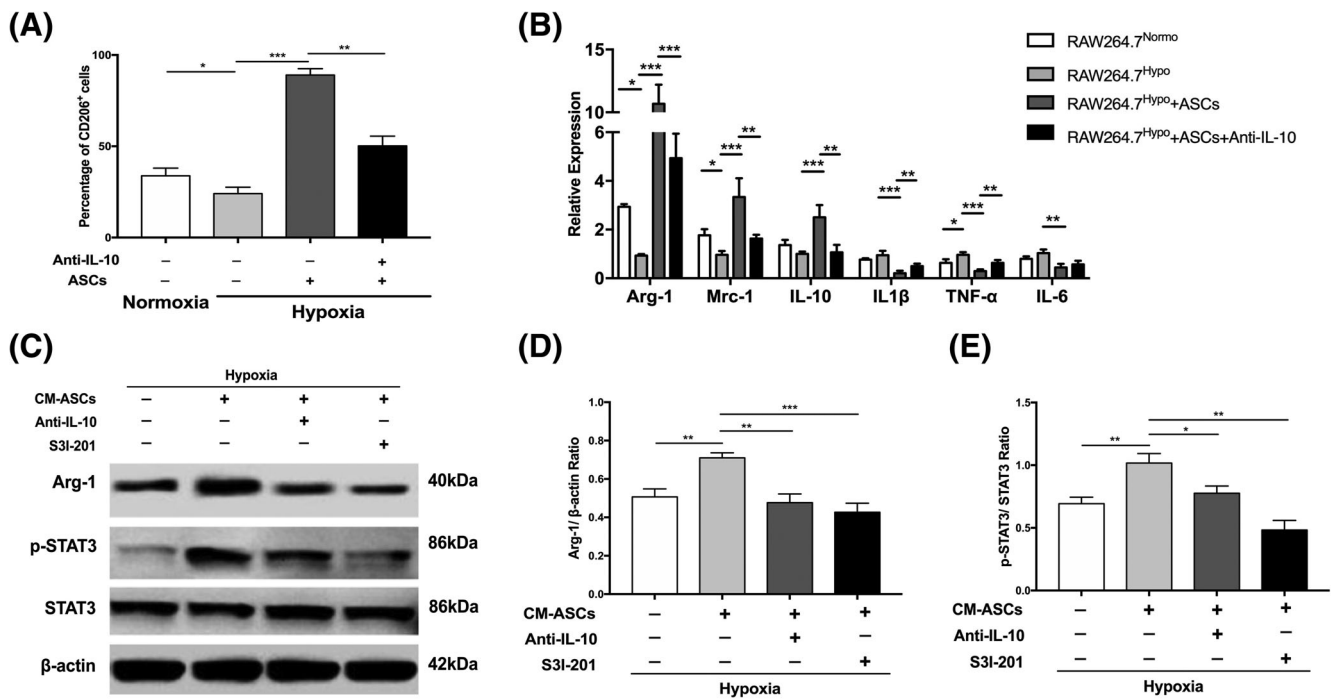 (A)
* *** **
100
50
0
Percentage of CD206⁺ cells
Anti-IL-10 – – – +
ASCs – – + +
Normoxia Hypoxia
(B)
15
10
6
4
2
0
Relative Expression
* *** ***
* *** **
*** **
*** **
* *** **
**
Arg-1 Mrc-1 IL-10 IL1β TNF-α IL-6
RAW264.7ᴺᵒʳᵐᵒ
RAW264.7ᴴʸᵖᵒ
RAW264.7ᴴʸᵖᵒ+ASCs
RAW264.7ᴴʸᵖᵒ+ASCs+Anti-IL-10
(C)
Hypoxia
CM-ASCs – + + +
Anti-IL-10 – – + –
S3I-201 – – – +
Arg-1 40kDa
p-STAT3 86kDa
STAT3 86kDa
β-actin 42kDa
(D)
***
** **
1.0
0.8
0.6
0.4
0.2
0.0
Arg-1/ β-actin Ratio
CM-ASCs – + + +
Anti-IL-10 – – + –
S3I-201 – – – +
Hypoxia
(E)
**
** *
1.5
1.0
0.5
0.0
p-STAT3/ STAT3 Ratio
CM-ASCs – + + +
Anti-IL-10 – – + –
S3I-201 – – – +
Hypoxia